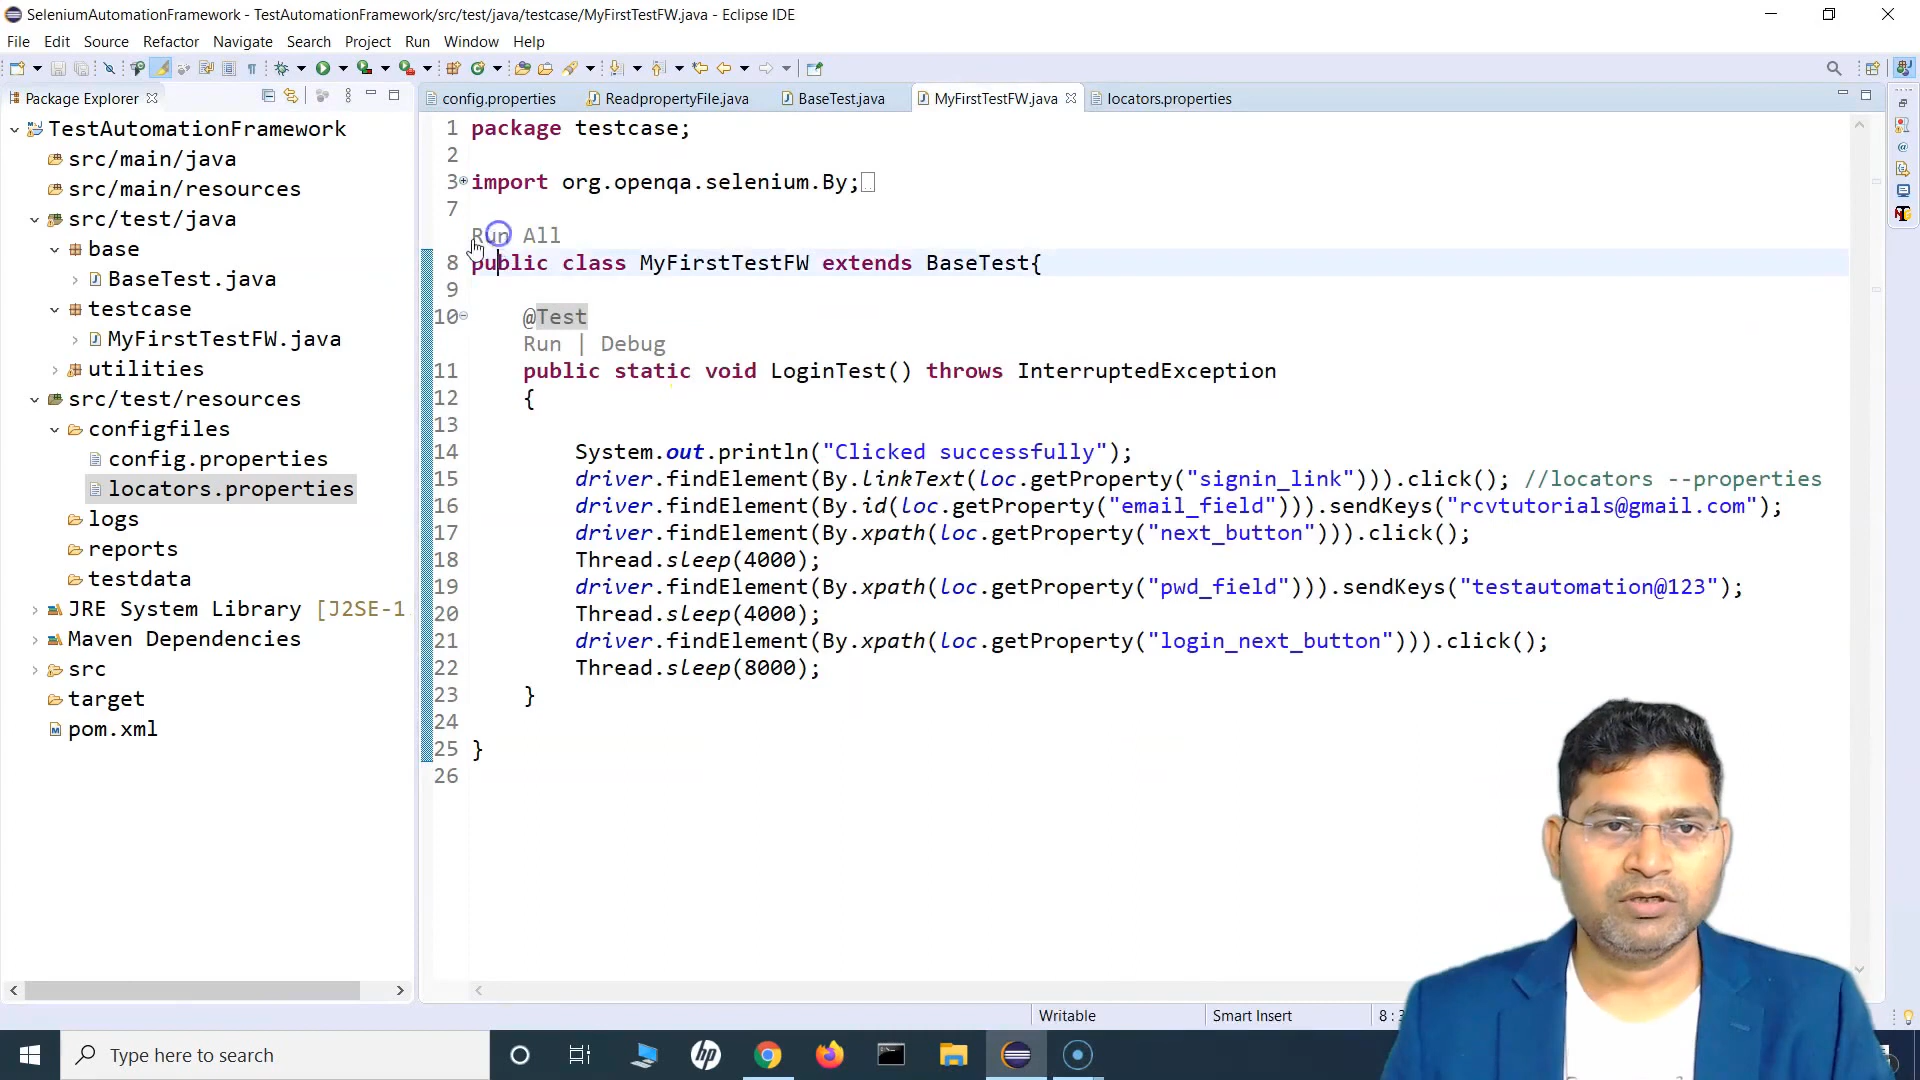 SeleniumAutomationFramework - TestAutomationFramework/src/test/java/testcase/MyFirstTestFW.java - Eclipse IDE
File Edit Source Refactor Navigate Search Project Run Window Help
Package Explorer
config.properties ReadpropertyFile.java BaseTest.java MyFirstTestFW.java locators.properties
TestAutomationFramework
src/main/java
src/main/resources
src/test/java
base
BaseTest.java
testcase
MyFirstTestFW.java
utilities
src/test/resources
configfiles
config.properties
locators.properties
logs
reports
testdata
JRE System Library [J2SE-1.
Maven Dependencies
src
target
pom.xml
1 package testcase;
2
3 import org.openqa.selenium.By;
7
Run All
8 public class MyFirstTestFW extends BaseTest{
9
10 @Test
Run | Debug
11 public static void LoginTest() throws InterruptedException
12 {
13
14 System.out.println("Clicked successfully");
15 driver.findElement(By.linkText(loc.getProperty("signin_link"))).click(); //locators --properties
16 driver.findElement(By.id(loc.getProperty("email_field"))).sendKeys("rcvtutorials@gmail.com");
17 driver.findElement(By.xpath(loc.getProperty("next_button"))).click();
18 Thread.sleep(4000);
19 driver.findElement(By.xpath(loc.getProperty("pwd_field"))).sendKeys("testautomation@123");
20 Thread.sleep(4000);
21 driver.findElement(By.xpath(loc.getProperty("login_next_button"))).click();
22 Thread.sleep(8000);
23 }
24
25 }
26
Writable Smart Insert
Type here to search
hp